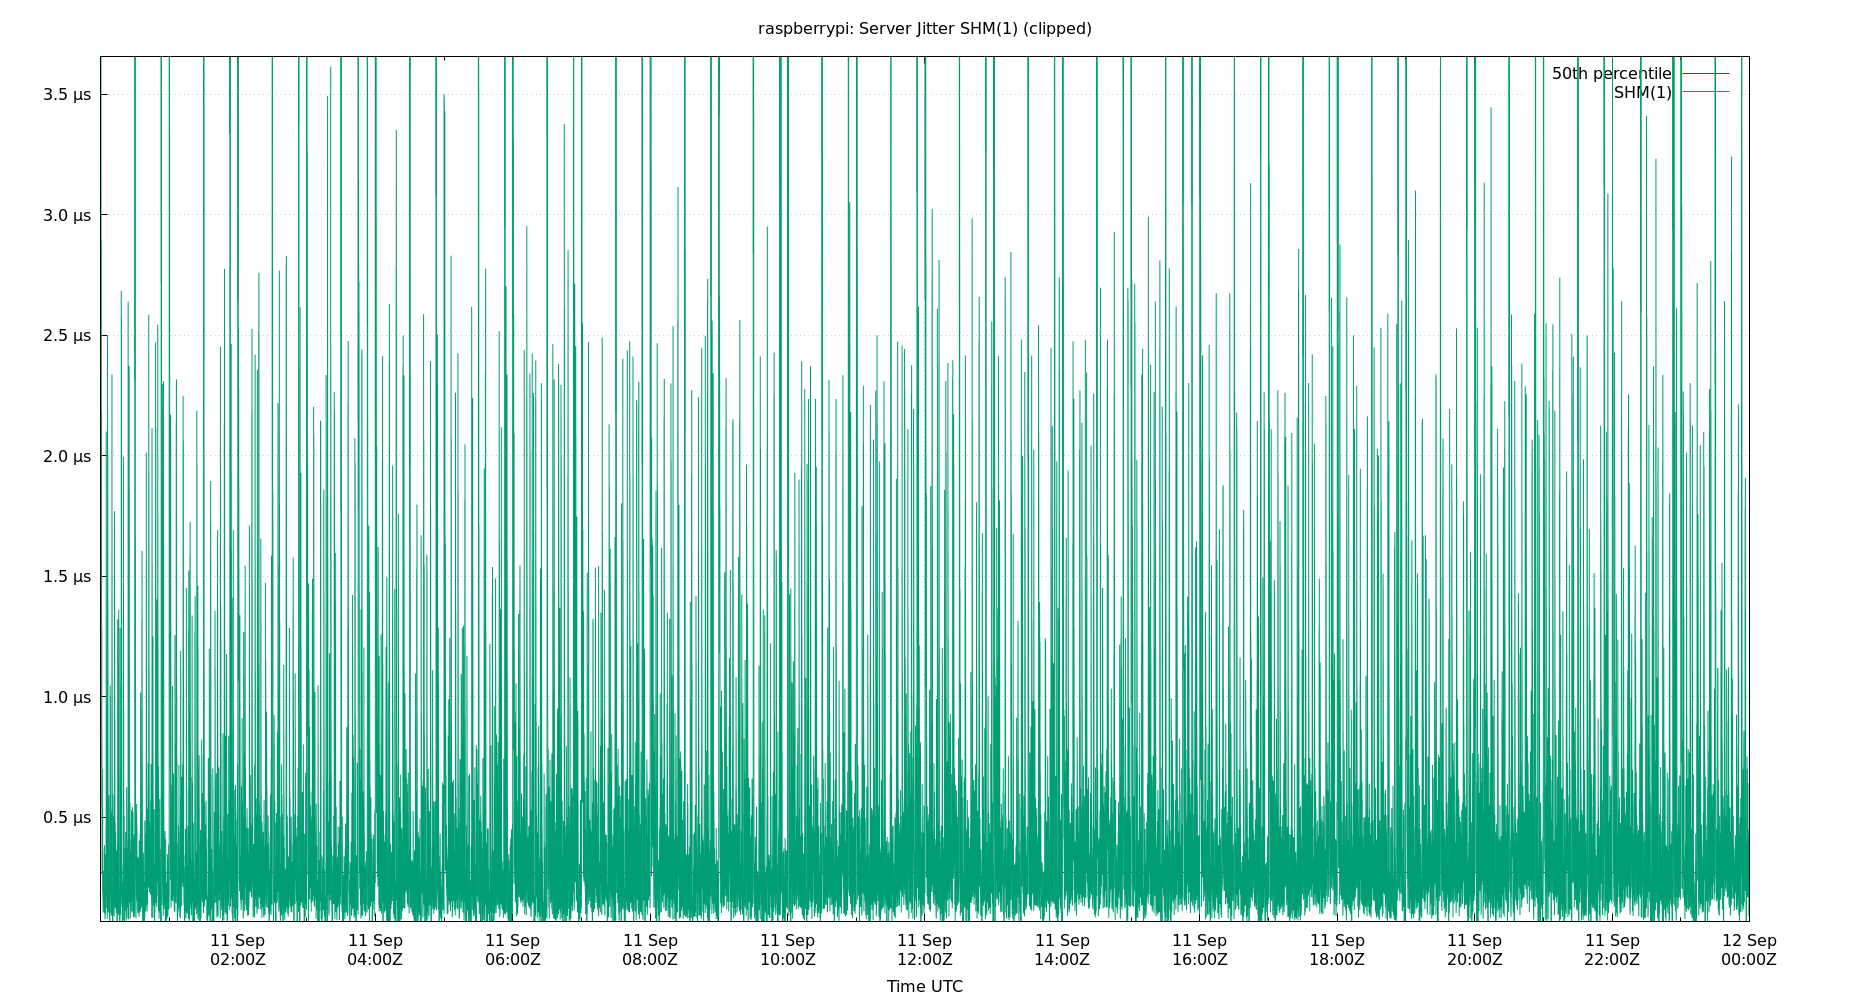 raspberrypi: Server Jitter SHM(1) (clipped)
50th percentile
SHM(1)
3.5 µs
3.0 µs
2.5 µs
2.0 µs
1.5 µs
1.0 µs
0.5 µs
11 Sep 11 Sep 11 Sep 11 Sep 11 Sep 11 Sep 11 Sep 11 Sep 11 Sep 11 Sep 11 Sep 12 Sep
02:00Z 04:00Z 06:00Z 08:00Z 10:00Z 12:00Z 14:00Z 16:00Z 18:00Z 20:00Z 22:00Z 00:00Z
Time UTC